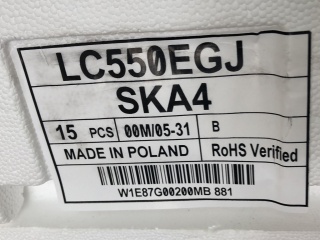 LC550EGJ
SKA4
15 PCS 00M/05-31 B
MADE IN POLAND RoHS Verified
W1E87G00200MB 881